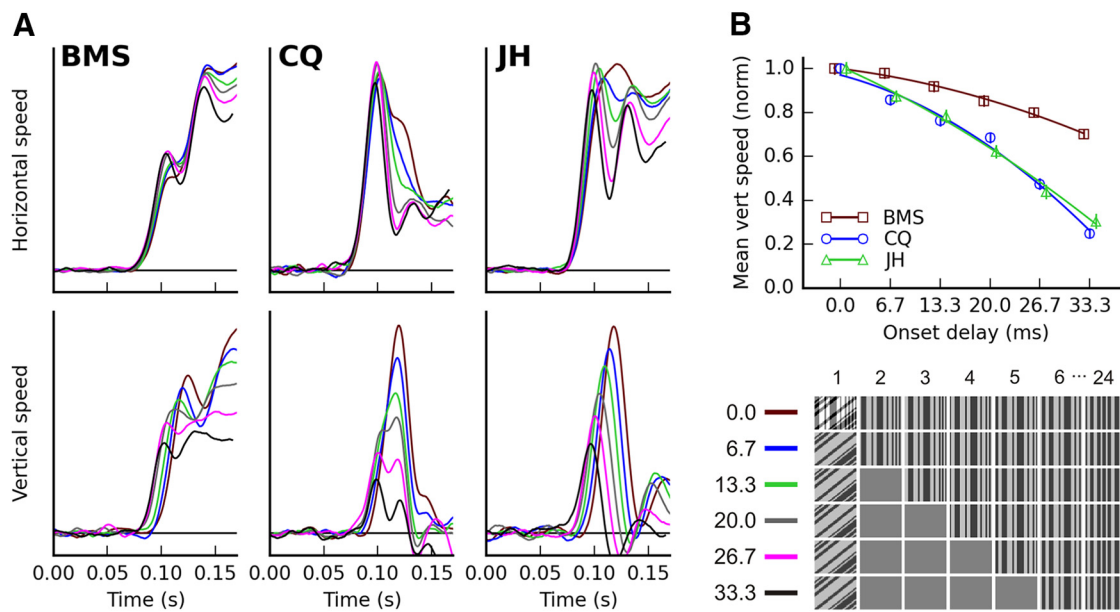 A
BMS
CQ
JH
Horizontal speed
Vertical speed
0.00 0.05 0.10 0.15
0.00 0.05 0.10 0.15
0.00 0.05 0.10 0.15
Time (s)
Time (s)
Time (s)
B
Mean vert speed (norm)
1.0
0.8
0.6
0.4
0.2
0.0
BMS
CQ
JH
0.0 6.7 13.3 20.0 26.7 33.3
Onset delay (ms)
1 2 3 4 5 6 ··· 24
0.0
6.7
13.3
20.0
26.7
33.3